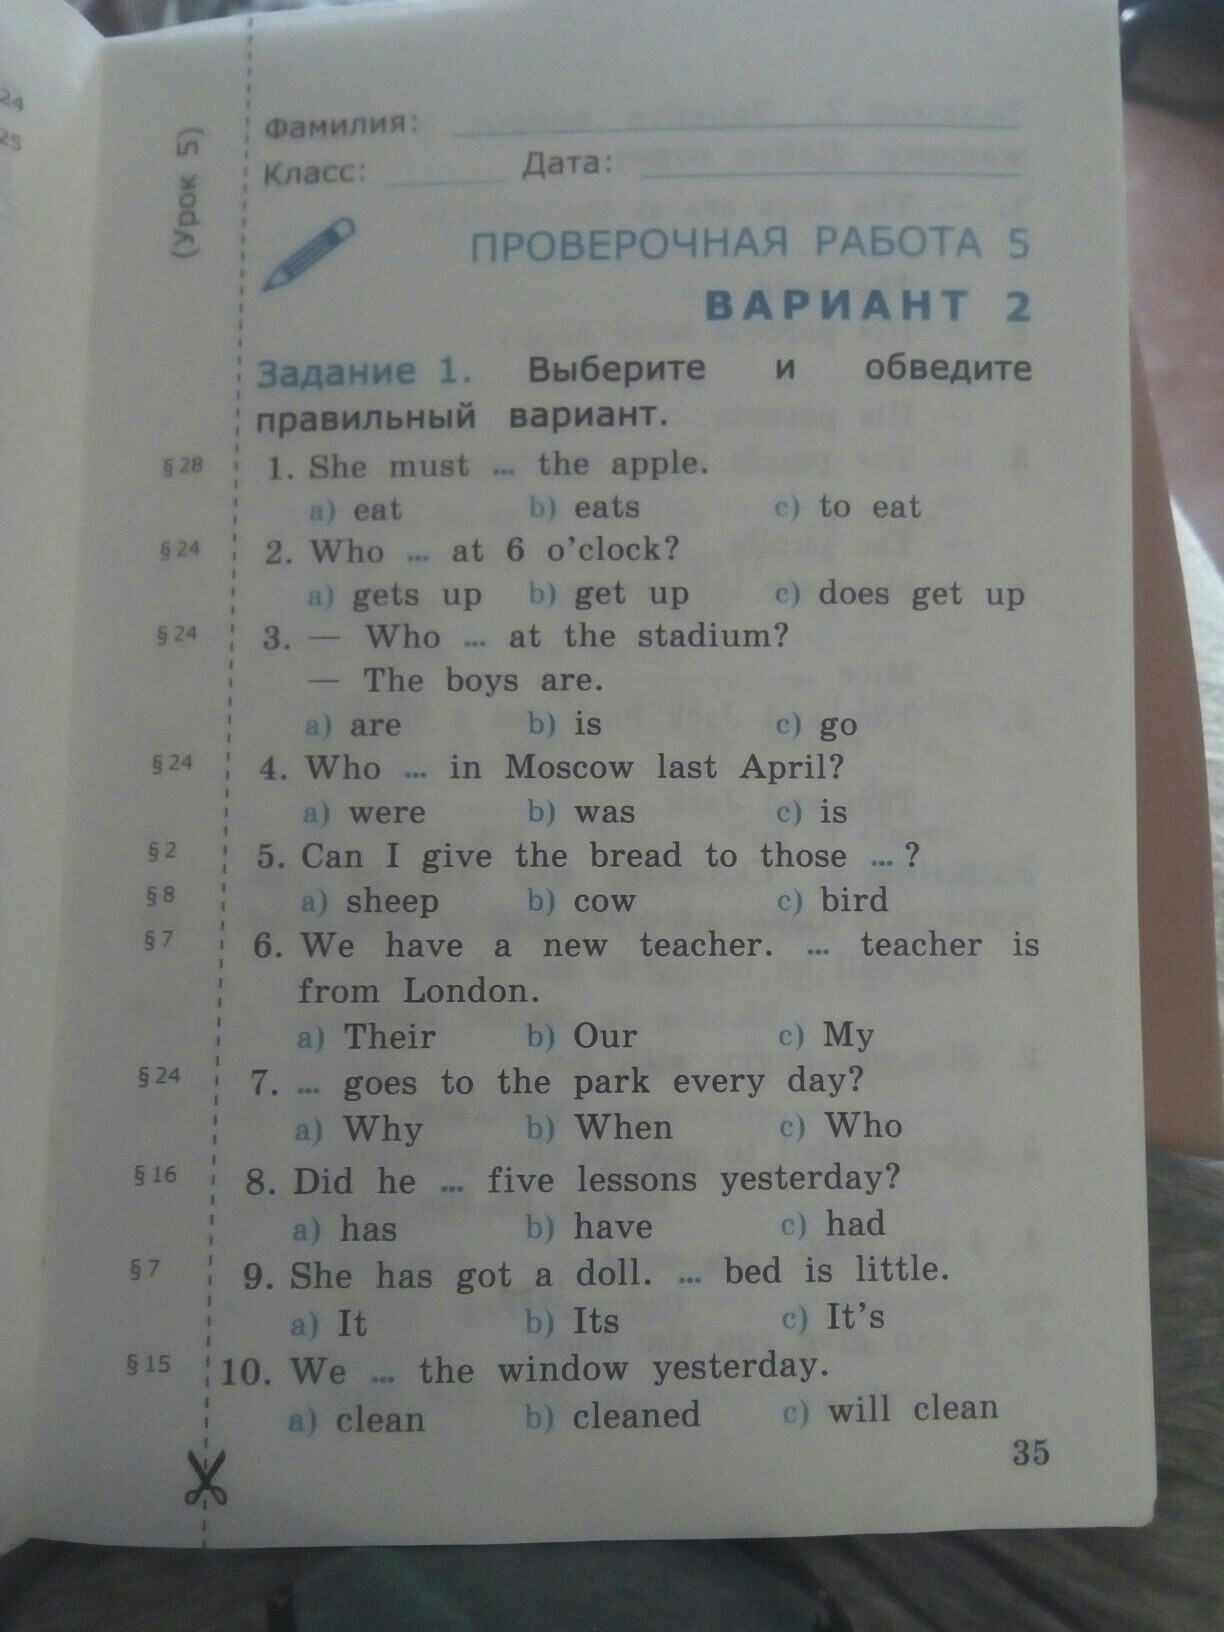 24
25
(Урок 5)
Фамилия:
Класс: Дата:
ПРОВЕРОЧНАЯ РАБОТА 5
ВАРИАНТ 2
Задание 1. Выберите и обведите
правильный вариант.
§ 28 1. She must ... the apple.
a) eat b) eats c) to eat
§ 24 2. Who ... at 6 o'clock?
a) gets up b) get up c) does get up
§ 24 3. — Who ... at the stadium?
— The boys are.
a) are b) is c) go
§ 24 4. Who ... in Moscow last April?
a) were b) was c) is
§ 2 5. Can I give the bread to those ... ?
§ 8 a) sheep b) cow c) bird
§ 7 6. We have a new teacher. ... teacher is
from London.
a) Their b) Our c) My
§ 24 7. ... goes to the park every day?
a) Why b) When c) Who
§ 16 8. Did he ... five lessons yesterday?
a) has b) have c) had
§ 7 9. She has got a doll. ... bed is little.
a) It b) Its c) It's
§ 15 10. We ... the window yesterday.
a) clean b) cleaned c) will clean
35